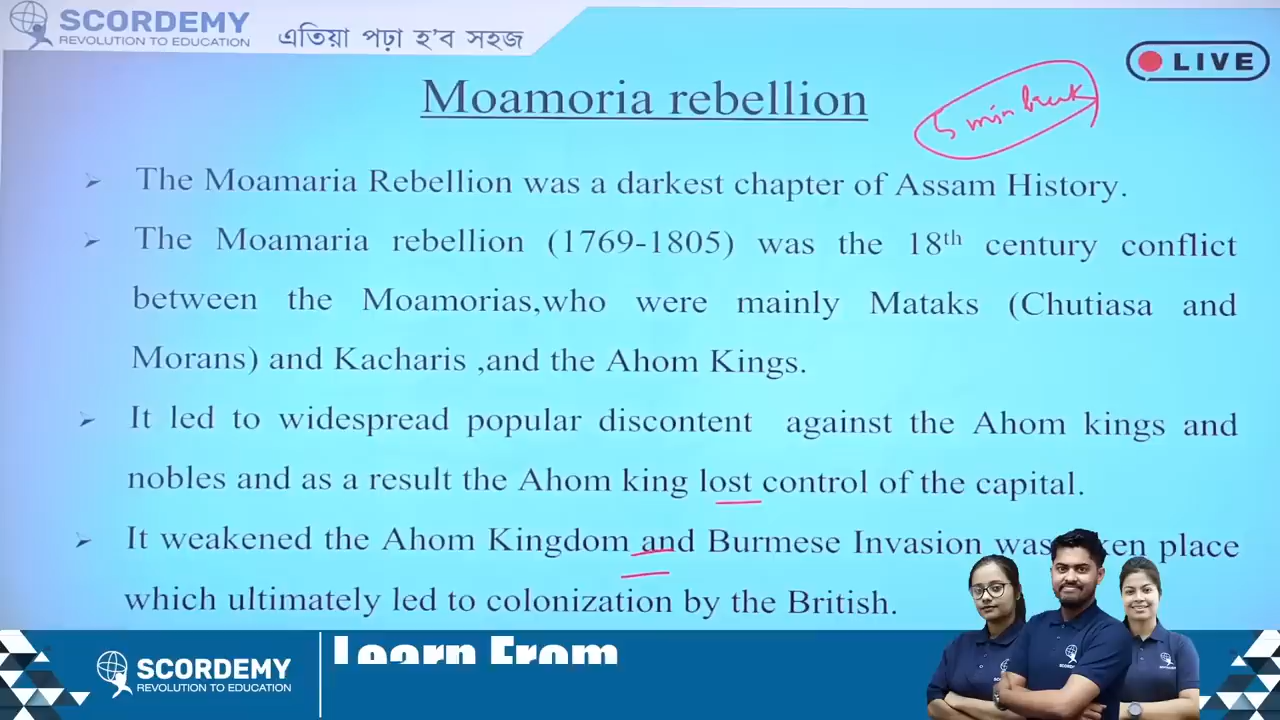 SCORDEMY
REVOLUTION TO EDUCATION
এতিয়া পঢ়া হ'ব সহজ
LIVE
Moamoria rebellion
5 min break
➢ The Moamaria Rebellion was a darkest chapter of Assam History.
➢ The Moamaria rebellion (1769-1805) was the 18th century conflict
between the Moamorias,who were mainly Mataks (Chutiasa and
Morans) and Kacharis ,and the Ahom Kings.
➢ It led to widespread popular discontent against the Ahom kings and
nobles and as a result the Ahom king lost control of the capital.
➢ It weakened the Ahom Kingdom and Burmese Invasion was place
which ultimately led to colonization by the British.
SCORDEMY
REVOLUTION TO EDUCATION
Learn From